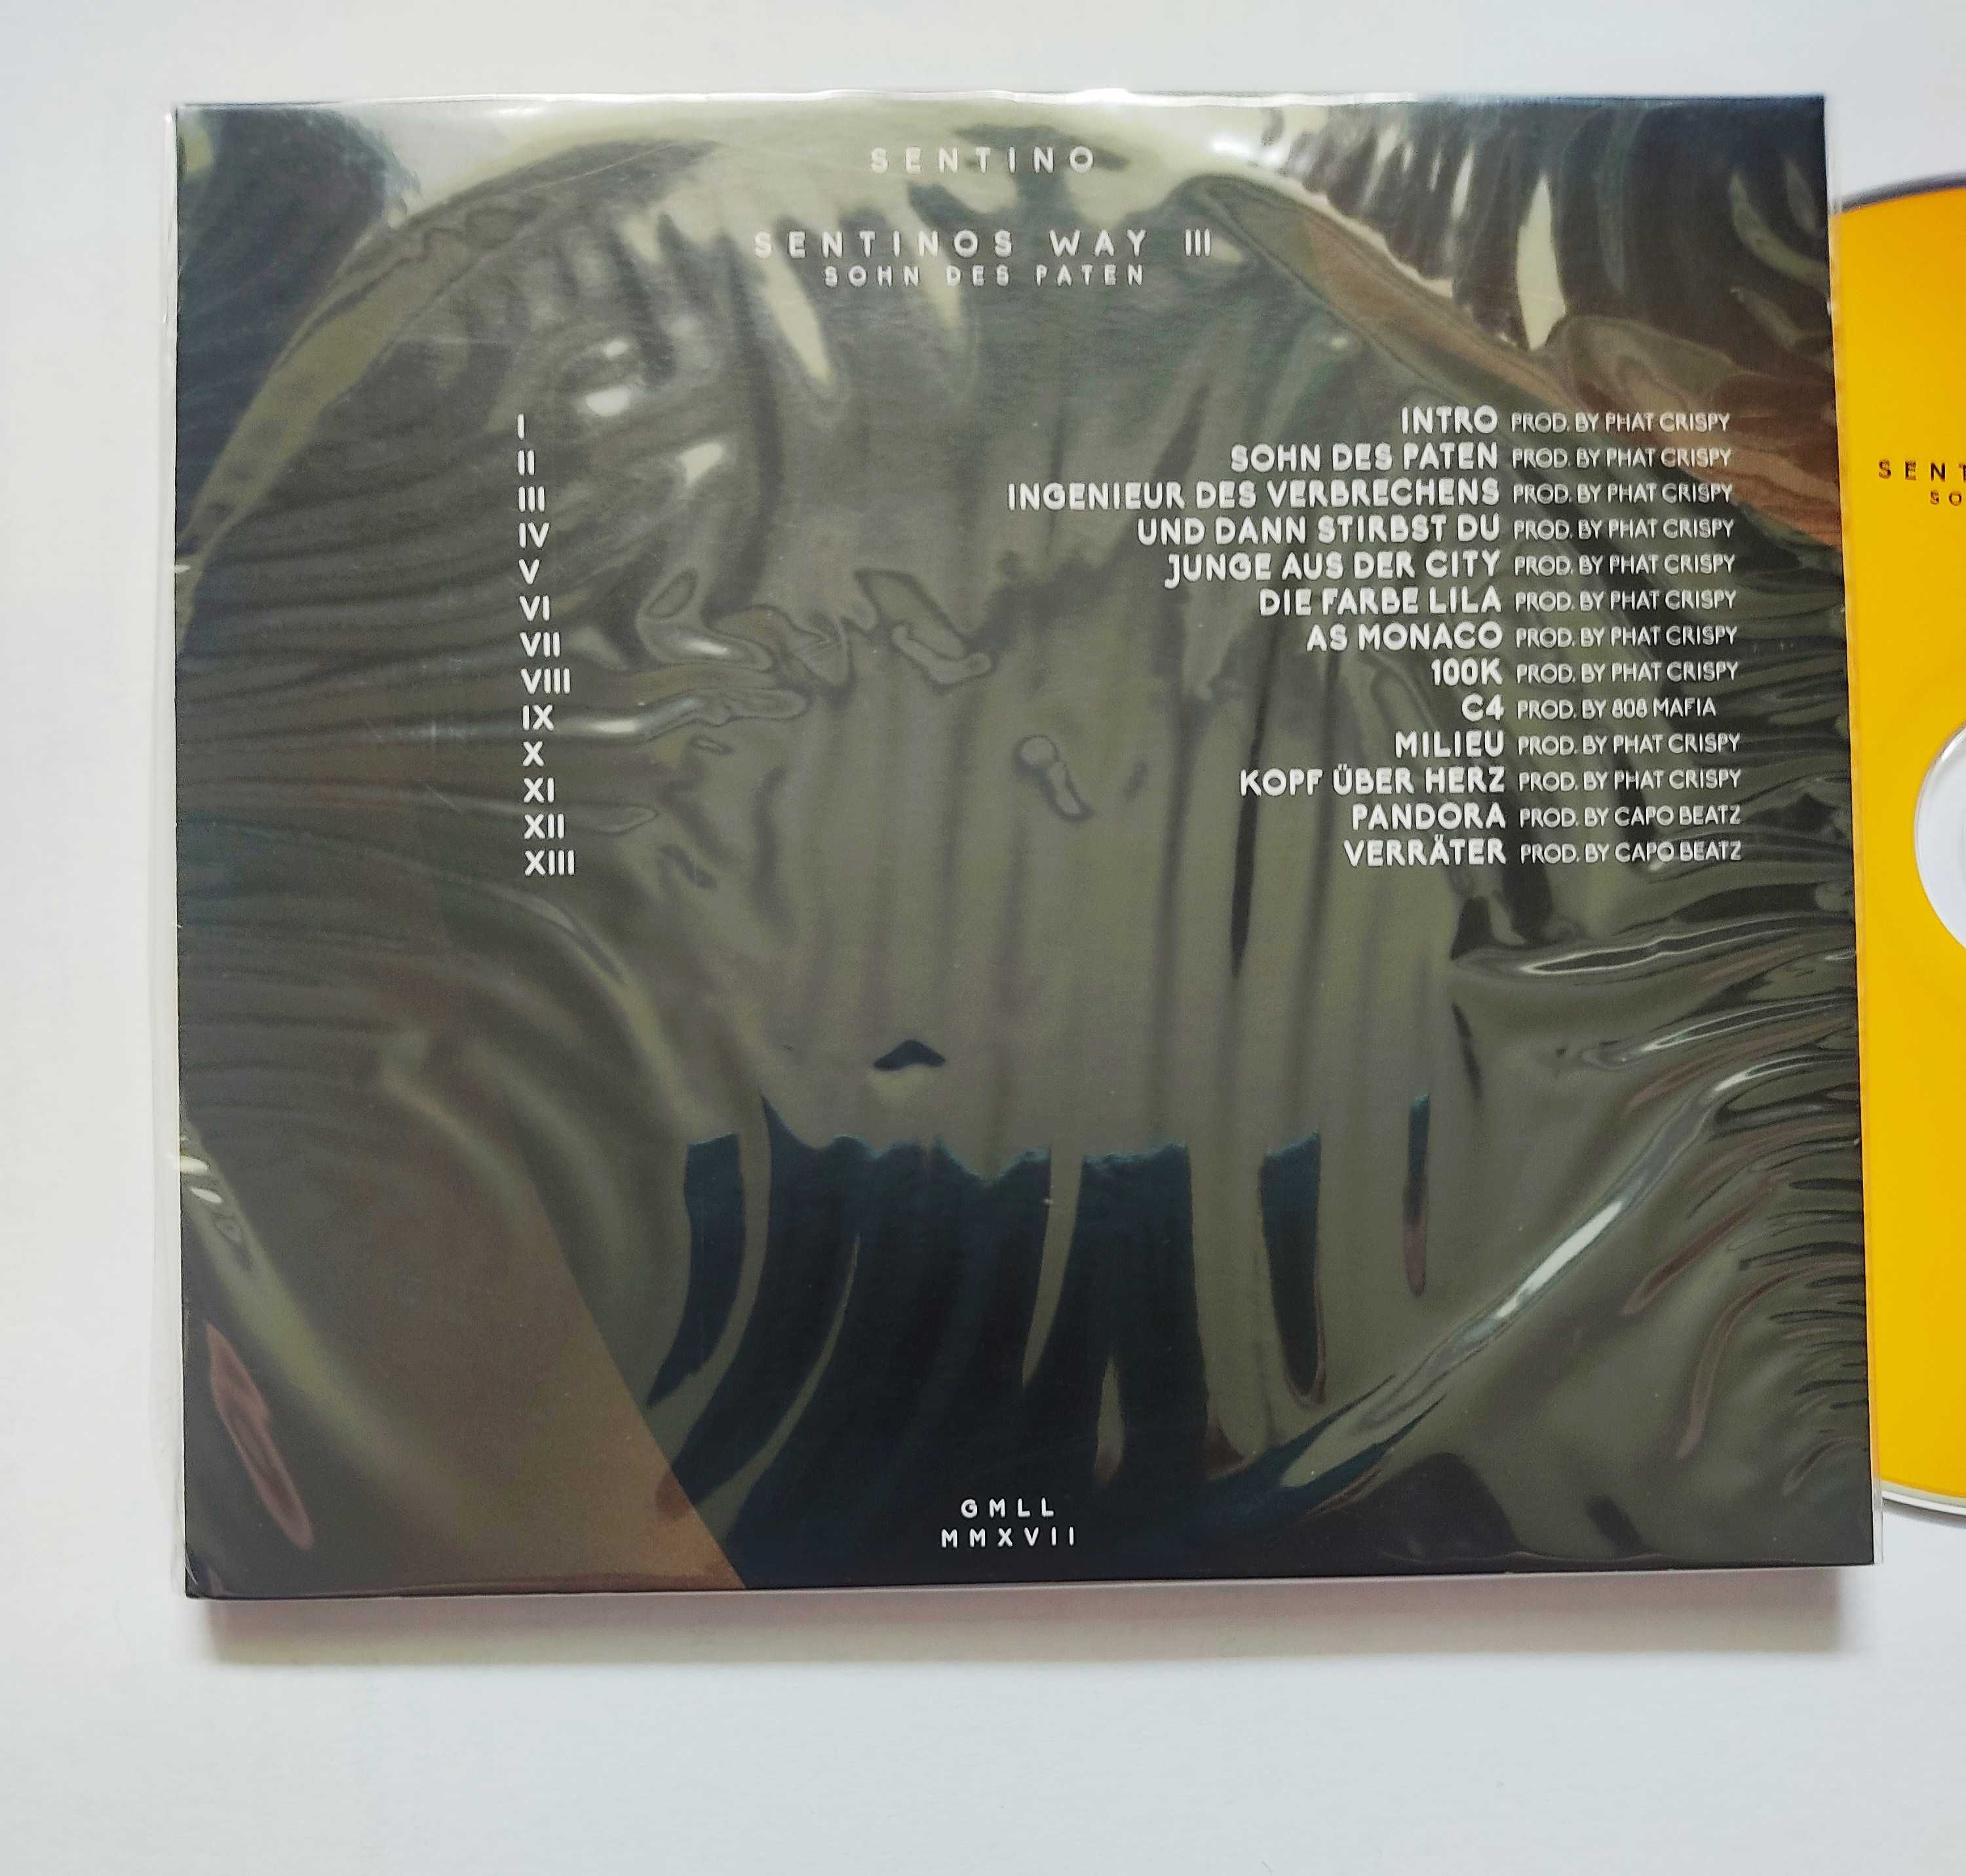 SENTINO
SENTINOS WAY III
SOHN DES PATEN
I INTRO PROD. BY PHAT CRISPY
II SOHN DES PATEN PROD. BY PHAT CRISPY
III INGENIEUR DES VERBRECHENS PROD. BY PHAT CRISPY
IV UND DANN STIRBST DU PROD. BY PHAT CRISPY
V JUNGE AUS DER CITY PROD. BY PHAT CRISPY
VI DIE FARBE LILA PROD. BY PHAT CRISPY
VII AS MONACO PROD. BY PHAT CRISPY
VIII 100K PROD. BY PHAT CRISPY
IX C4 PROD. BY 808 MAFIA
X MILIEU PROD. BY PHAT CRISPY
XI KOPF ÜBER HERZ PROD. BY PHAT CRISPY
XII PANDORA PROD. BY CAPO BEATZ
XIII VERRÄTER PROD. BY CAPO BEATZ
GMLL
MMXVII
SENT
SO